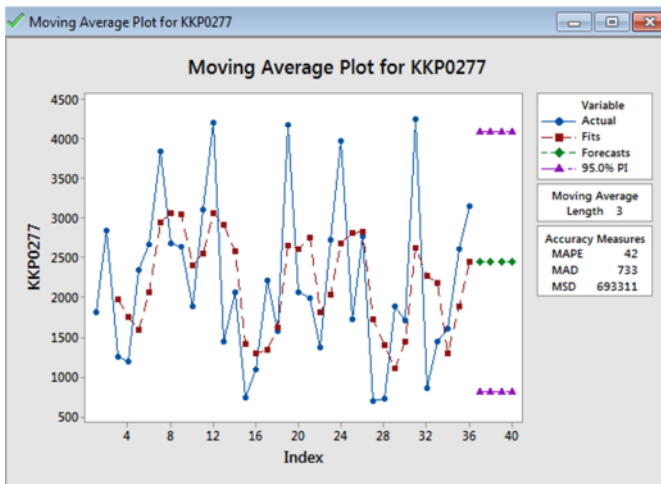 Moving Average Plot for KKP0277
Moving Average Plot for KKP0277
4500
4000
3500
3000
2500
2000
1500
1000
500
KKP0277
4 8 12 16 20 24 28 32 36 40
Index
Variable
Actual
Fits
Forecasts
95.0% PI
Moving Average
Length 3
Accuracy Measures
MAPE 42
MAD 733
MSD 693311